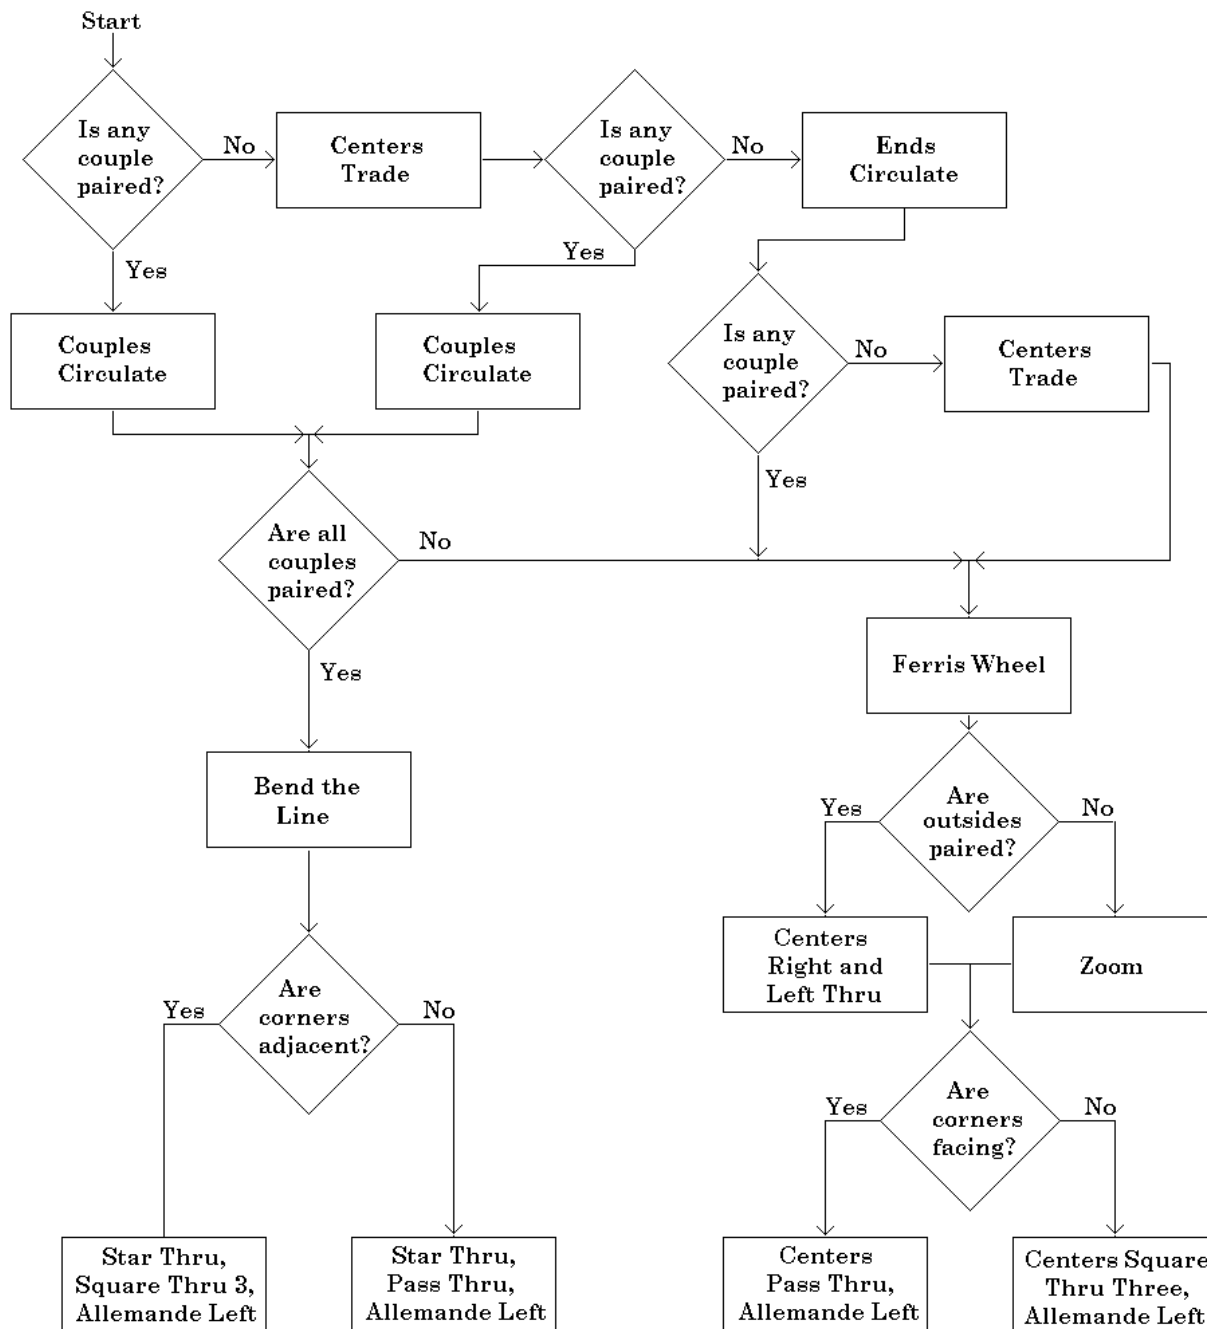 Start
Is any
couple
paired?
No
Centers
Trade
Is any
couple
paired?
No
Ends
Circulate
Yes
Yes
Couples
Circulate
Couples
Circulate
Is any
couple
paired?
No
Centers
Trade
Yes
Are all
couples
paired?
No
Yes
Ferris Wheel
Bend the
Line
Yes
Are
outsides
paired?
No
Centers
Right and
Left Thru
Zoom
Yes
Are
corners
adjacent?
No
Yes
Are
corners
facing?
No
Star Thru,
Square Thru 3,
Allemande Left
Star Thru,
Pass Thru,
Allemande Left
Centers
Pass Thru,
Allemande Left
Centers Square
Thru Three,
Allemande Left